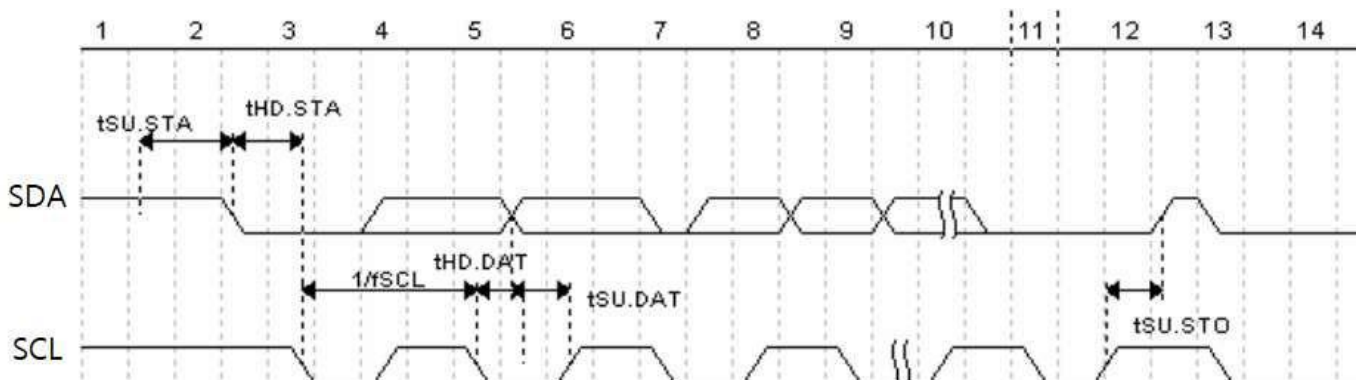 1 2 3 4 5 6 7 8 9 10 11 12 13 14
tHD.STA
tSU.STA
SDA
tHD.DAT
1/fSCL
tSU.DAT
tSU.STO
SCL